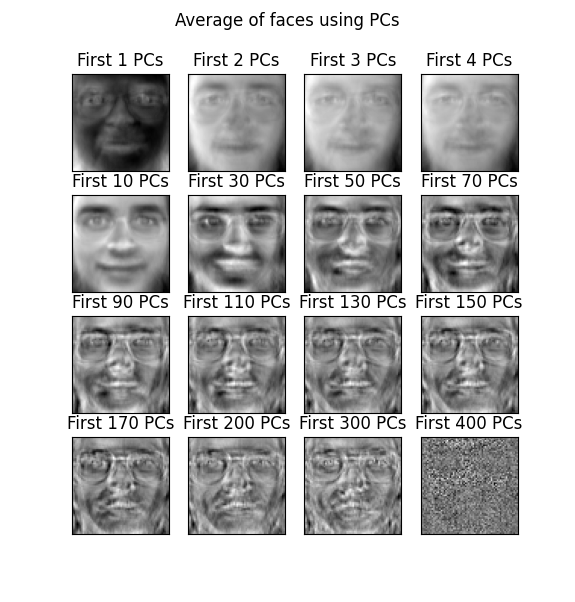 Average of faces using PCs
First 1 PCs First 2 PCs First 3 PCs First 4 PCs
First 10 PCs First 30 PCs First 50 PCs First 70 PCs
First 90 PCs First 110 PCs First 130 PCs First 150 PCs
First 170 PCs First 200 PCs First 300 PCs First 400 PCs